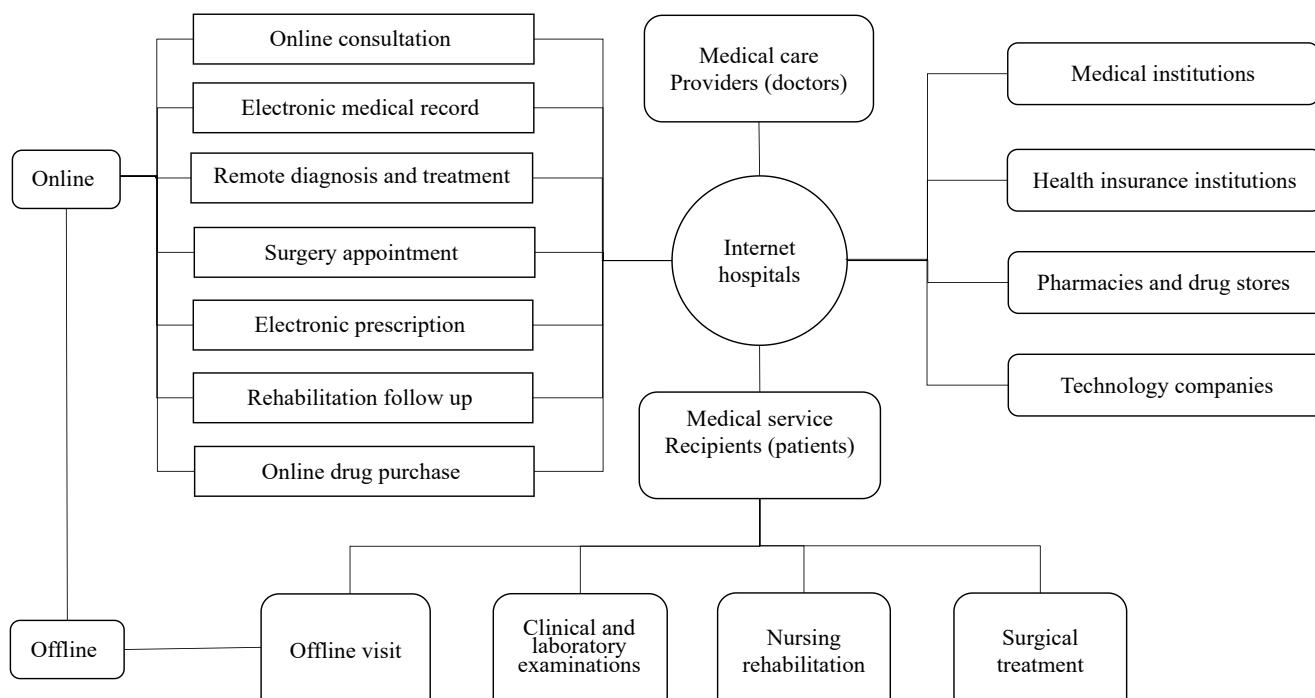 Online consultation
Electronic medical record
Remote diagnosis and treatment
Surgery appointment
Electronic prescription
Rehabilitation follow up
Online drug purchase
Online
Offline
Medical care
Providers (doctors)
Internet
hospitals
Medical service
Recipients (patients)
Medical institutions
Health insurance institutions
Pharmacies and drug stores
Technology companies
Offline visit
Clinical and
laboratory
examinations
Nursing
rehabilitation
Surgical
treatment